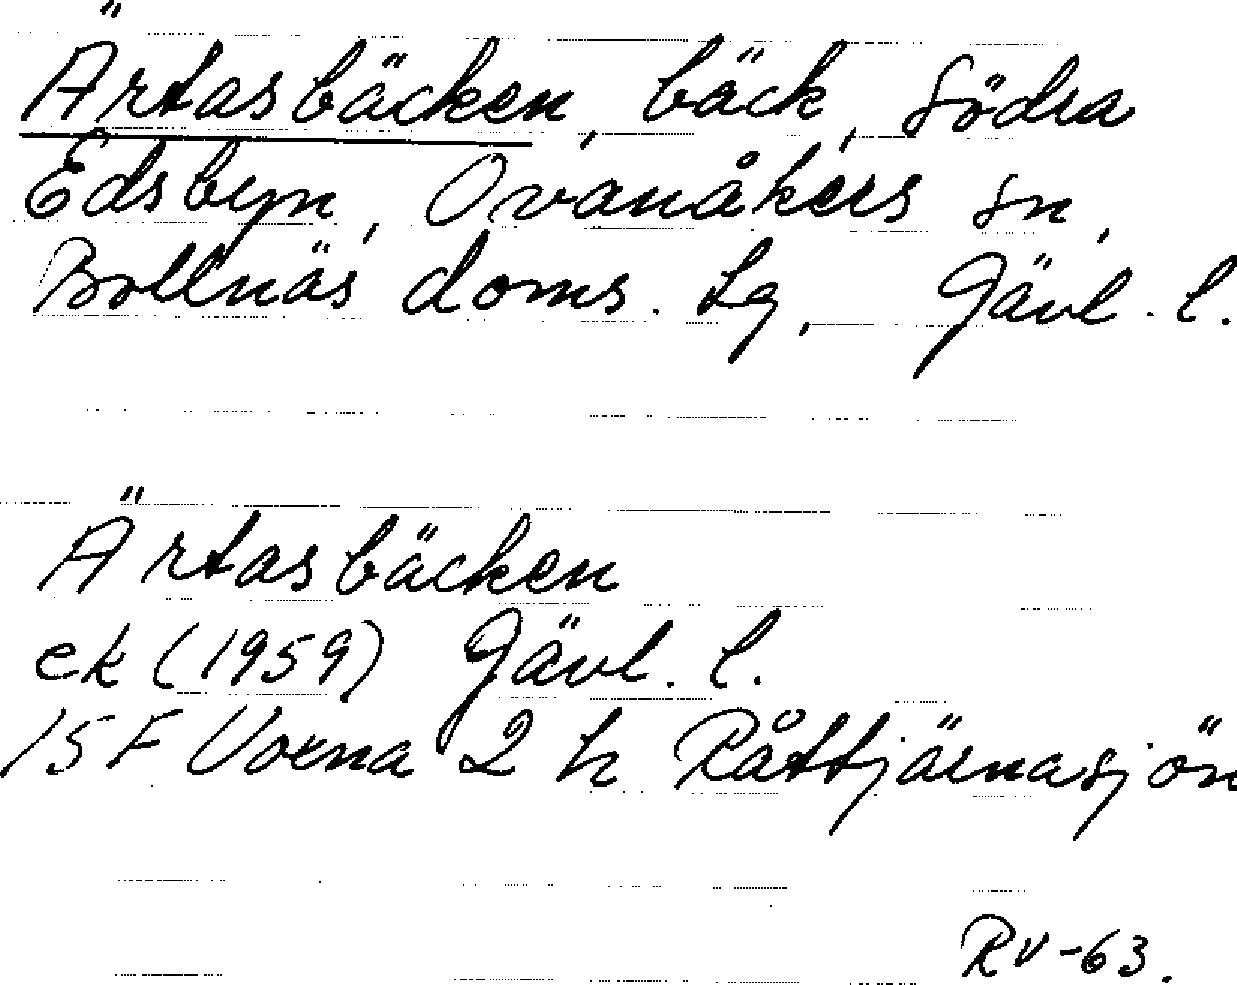 Ärtasbäcken, bäck, södra
Edsbyn, Ovanåkers sn,
Bollnäs doms. lg, Gävl. l.
Ärtasbäcken
ek (1959) Gävl. l.
15F Voxna 2 h Råttjärnasjön
RV-63.